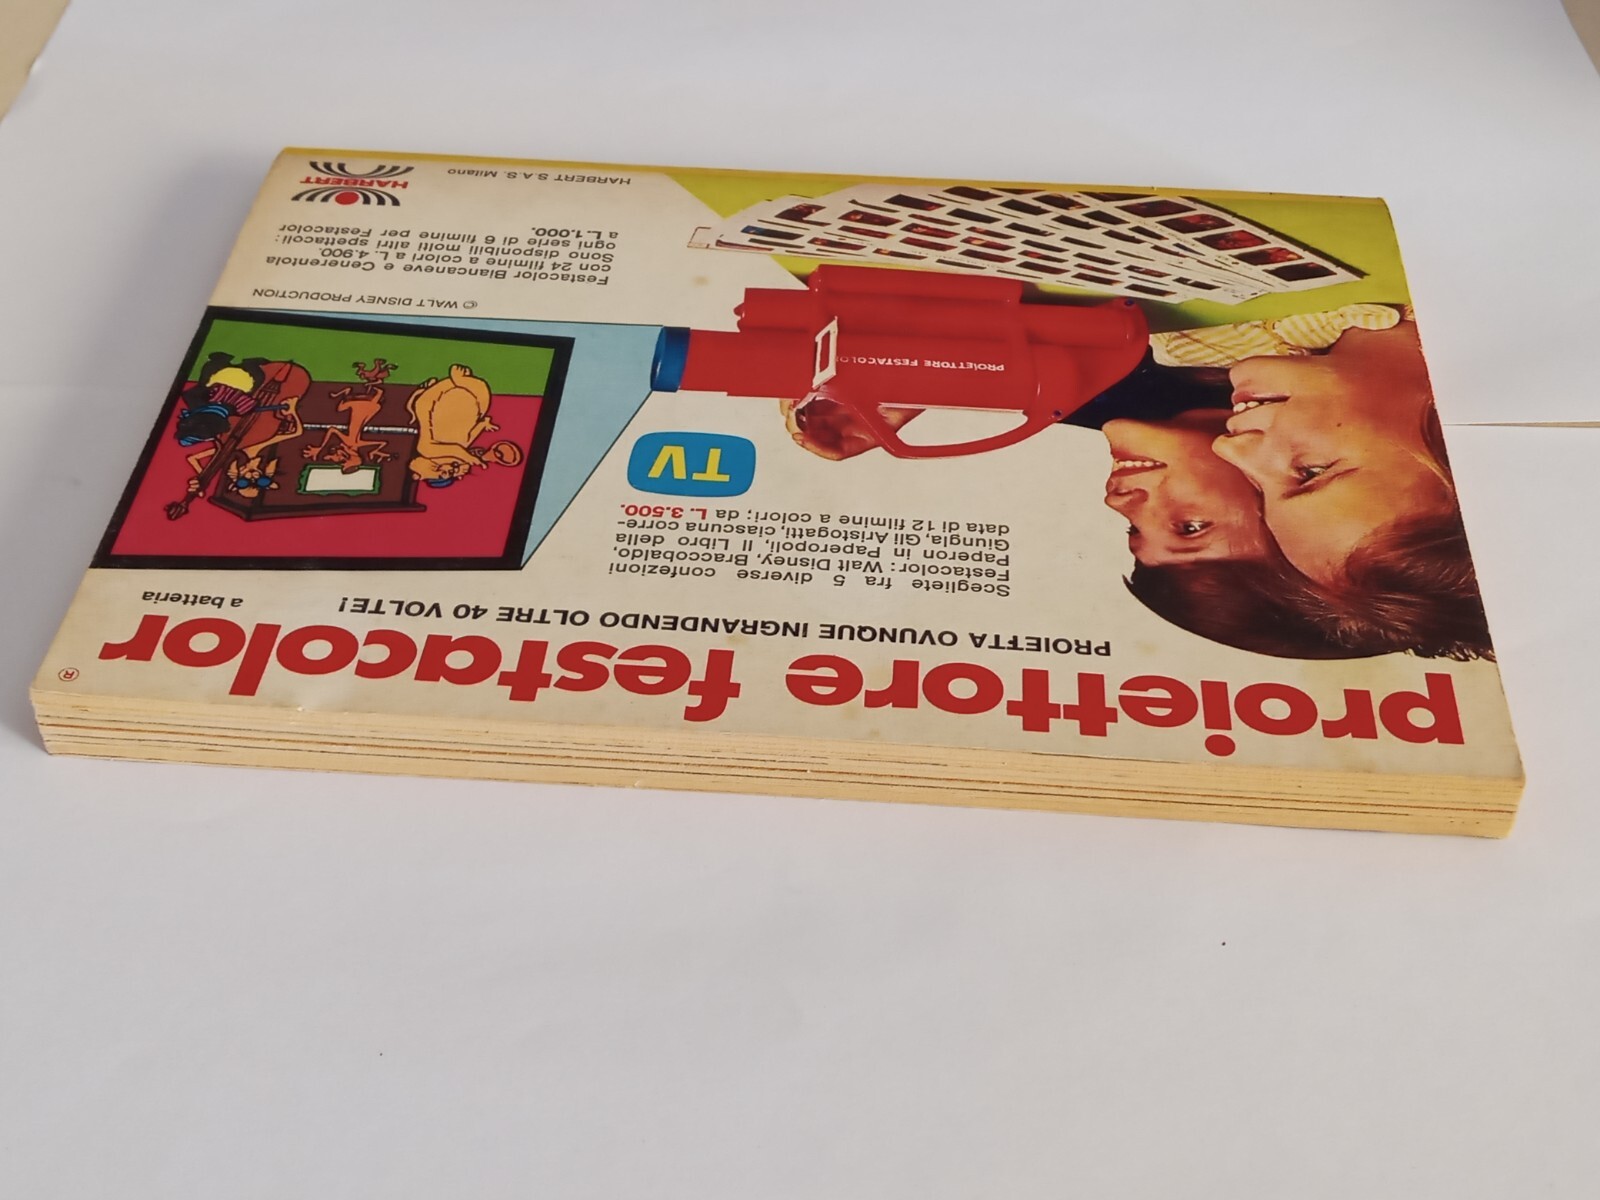 proiettore festacolor ®
PROIETTA OVUNQUE INGRANDENDO OLTRE 40 VOLTE! a batteria
Scegliete fra 5 diverse confezioni
Festacolor: Walt Disney, Braccobaldo,
Paperon in Paperopoli, Il Libro della
Giungla, Gli Aristogatti, ciascuna corre-
data di 12 filmine a colori; da L. 3.500.
TV
PROIETTORE FESTACOLOR
© WALT DISNEY PRODUCTION
Festacolor Biancaneve e Cenerentola
con 24 filmine a colori a L. 4.900.
Sono disponibili molti altri spettacoli:
ogni serie di 6 filmine per Festacolor
a L. 1.000.
HARBERT S.A.S. Milano
HARBERT